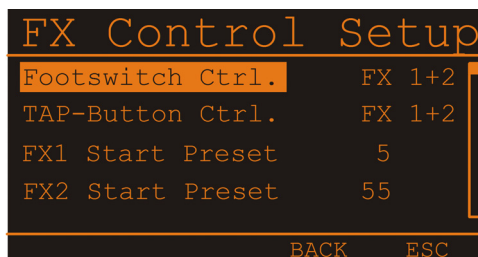 FX Control Setup
Footswitch Ctrl. FX 1+2
TAP-Button Ctrl. FX 1+2
FX1 Start Preset 5
FX2 Start Preset 55
BACK ESC